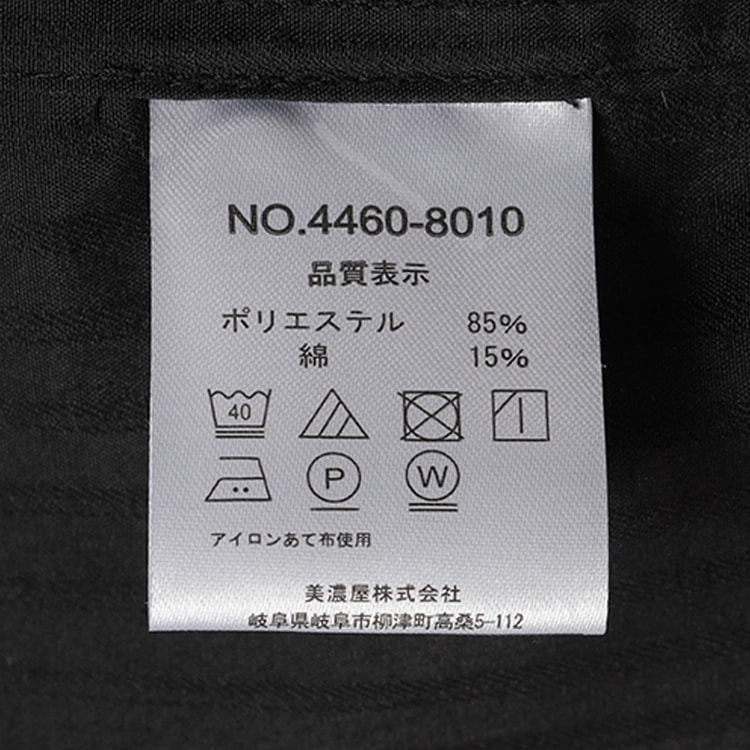 NO.4460-8010
品質表示
ポリエステル 85%
綿 15%
40
P W
アイロンあて布使用
美濃屋株式会社
岐阜県岐阜市柳津町高桑5-112